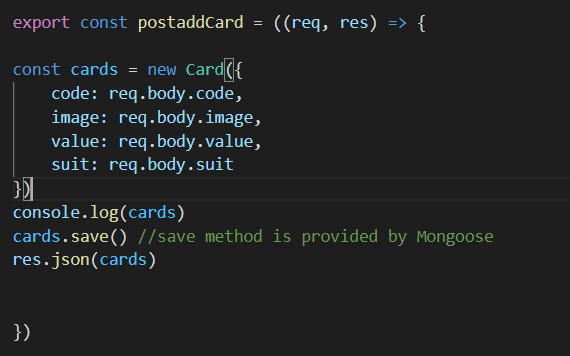 export const postaddCard = ((req, res) => {
const cards = new Card({
code: req.body.code,
image: req.body.image,
value: req.body.value,
suit: req.body.suit
})
console.log(cards)
cards.save() //save method is provided by Mongoose
res.json(cards)
})